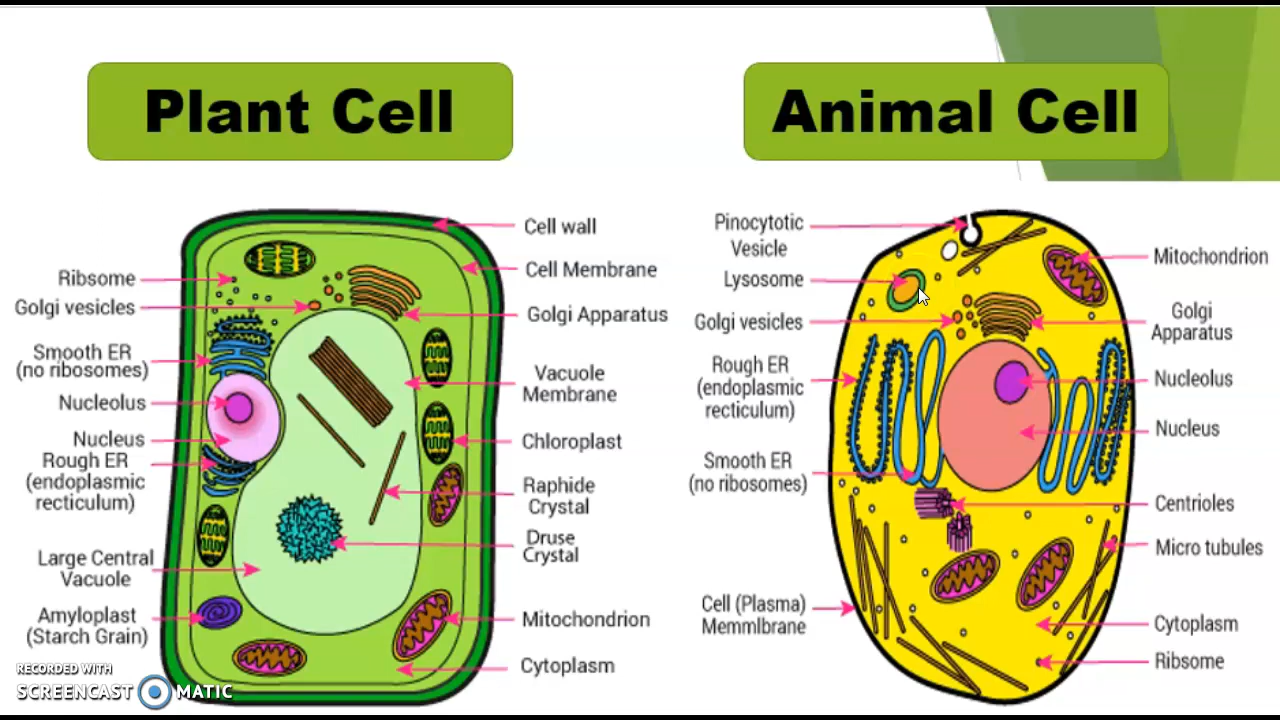 Plant Cell
Ribsome
Golgi vesicles
Smooth ER
(no ribosomes)
Nucleolus
Nucleus
Rough ER
(endoplasmic
recticulum)
Large Central
Vacuole
Amyloplast
(Starch Grain)
Cell wall
Cell Membrane
Golgi Apparatus
Vacuole
Membrane
Chloroplast
Raphide
Crystal
Druse
Crystal
Mitochondrion
Cytoplasm
Animal Cell
Pinocytotic
Vesicle
Lysosome
Golgi vesicles
Rough ER
(endoplasmic
recticulum)
Smooth ER
(no ribosomes)
Cell (Plasma)
Memmlbrane
Mitochondrion
Golgi
Apparatus
Nucleolus
Nucleus
Centrioles
Micro tubules
Cytoplasm
Ribsome
RECORDED WITH
SCREENCAST MATIC